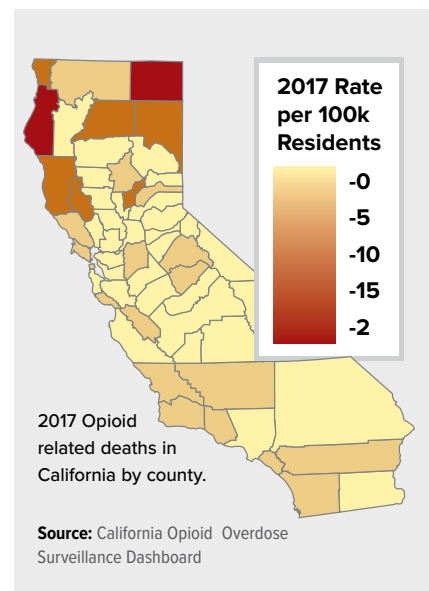 2017 Rate
per 100k
Residents
-0
-5
-10
-15
-2
2017 Opioid
related deaths in
California by county.
Source: California Opioid Overdose
Surveillance Dashboard